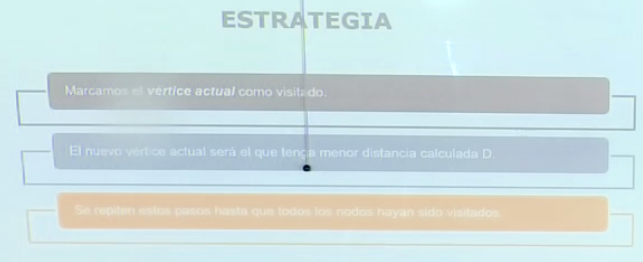 ESTRATEGIA
Marcamos el vértice actual como visitado.
El nuevo vértice actual será el que tenga menor distancia calculada D.
Se repiten estos pasos hasta que todos los nodos hayan sido visitados.